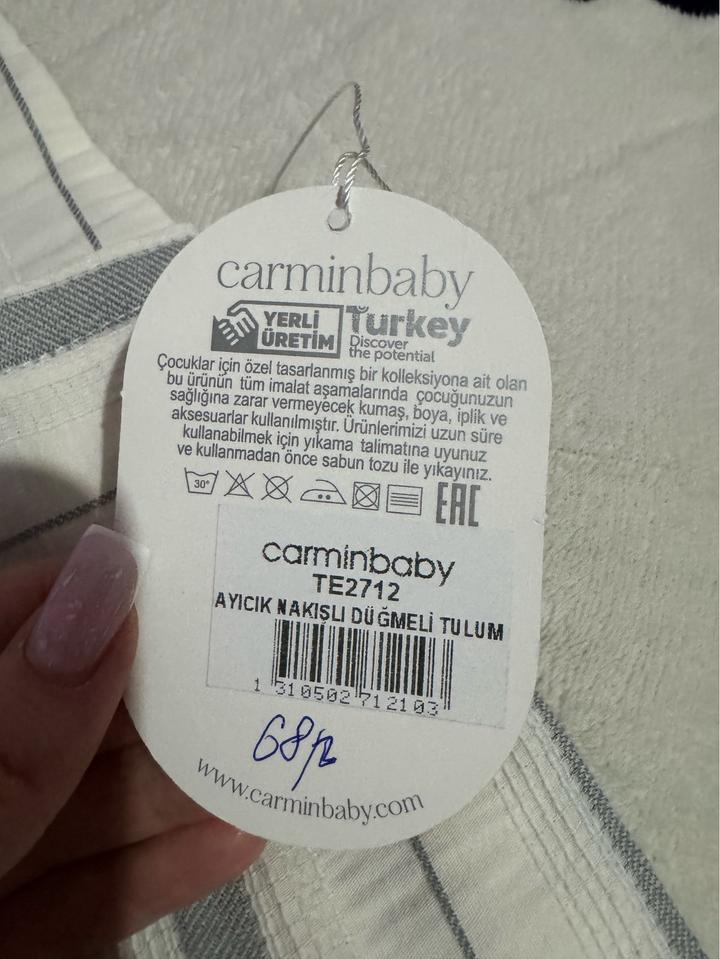 carminbaby
YERLİ ÜRETİM
Turkey
Discover the potential
Çocuklar için özel tasarlanmış bir kolleksiyona ait olan
bu ürünün tüm imalat aşamalarında çocuğunuzun
sağlığına zarar vermeyecek kumaş, boya, iplik ve
aksesuarlar kullanılmıştır. Ürünlerimizi uzun süre
kullanabilmek için yıkama talimatına uyunuz
ve kullanmadan önce sabun tozu ile yıkayınız.
30° EAC
carminbaby
TE2712
AYICIK NAKIŞLI DÜĞMELİ TULUM
1 310502 712103
68
www.carminbaby.com